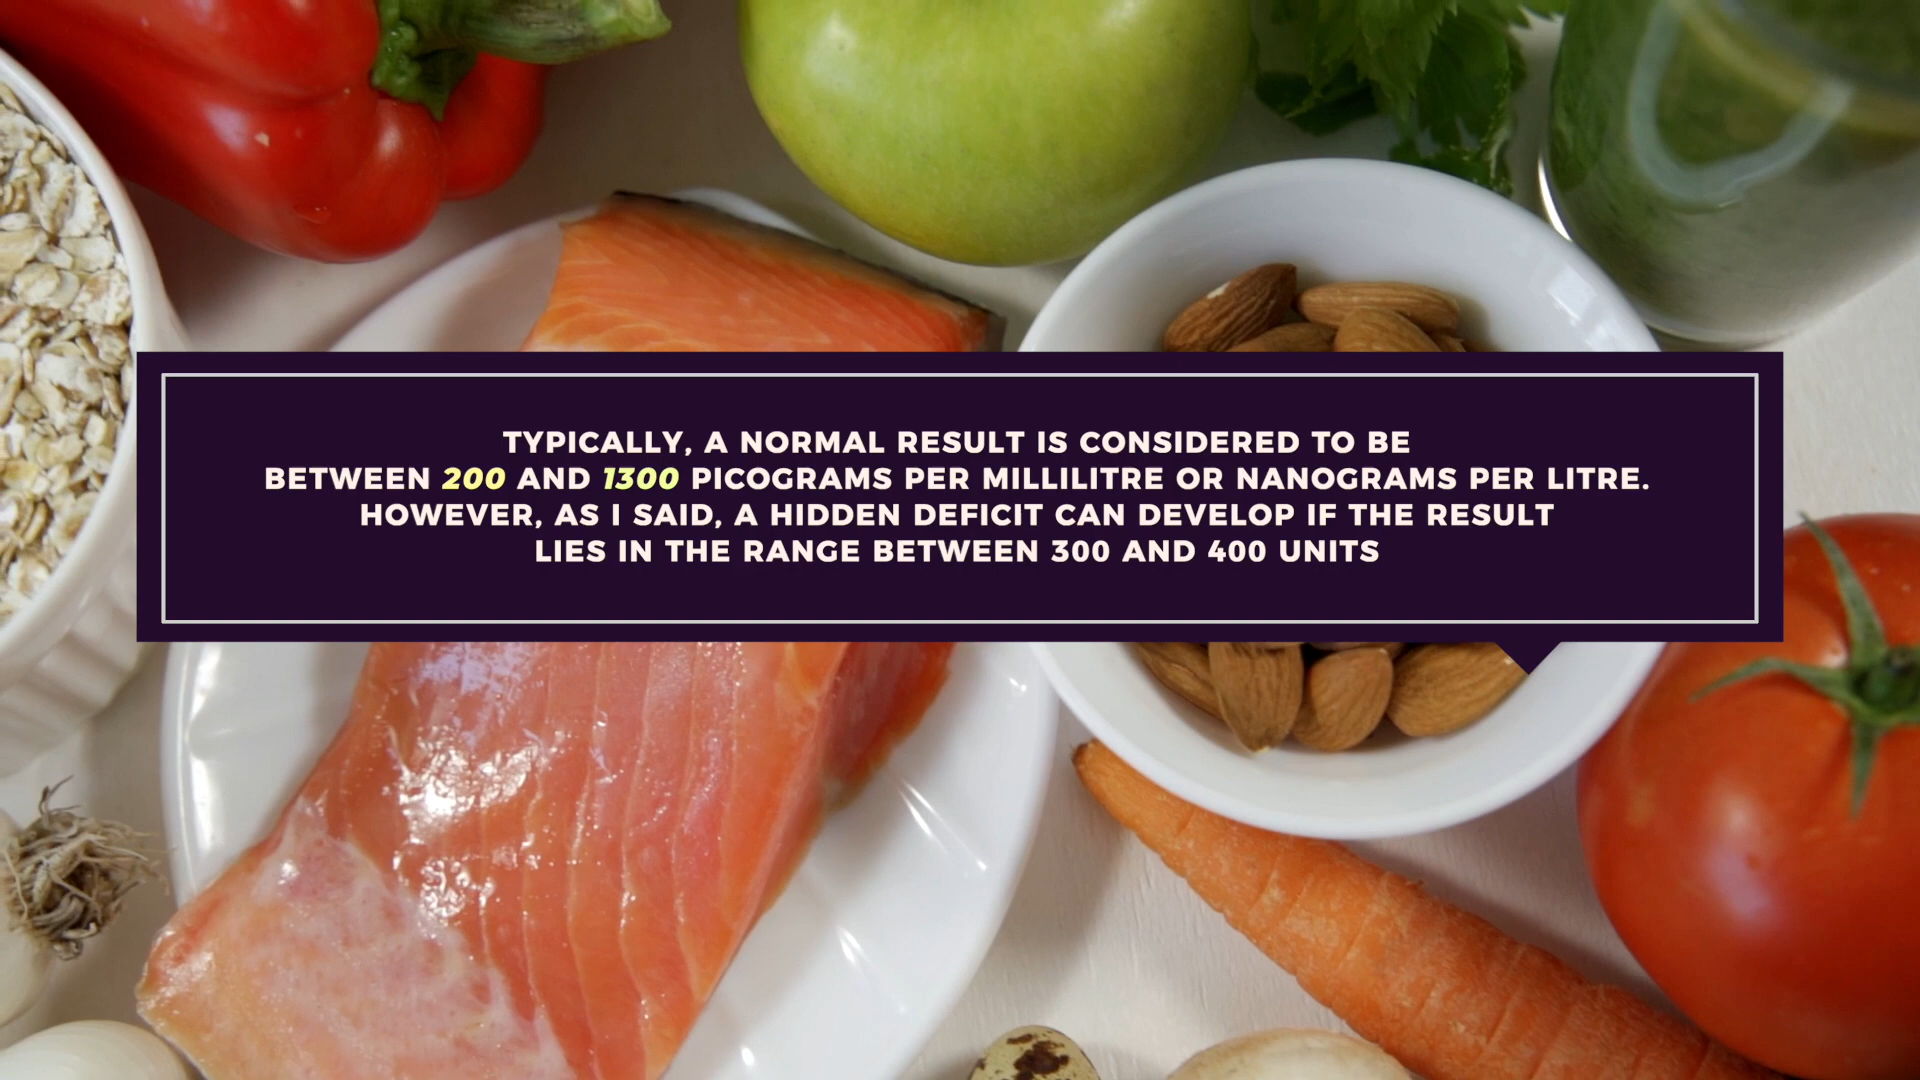 TYPICALLY, A NORMAL RESULT IS CONSIDERED TO BE
BETWEEN 200 AND 1300 PICOGRAMS PER MILLILITRE OR NANOGRAMS PER LITRE.
HOWEVER, AS I SAID, A HIDDEN DEFICIT CAN DEVELOP IF THE RESULT
LIES IN THE RANGE BETWEEN 300 AND 400 UNITS